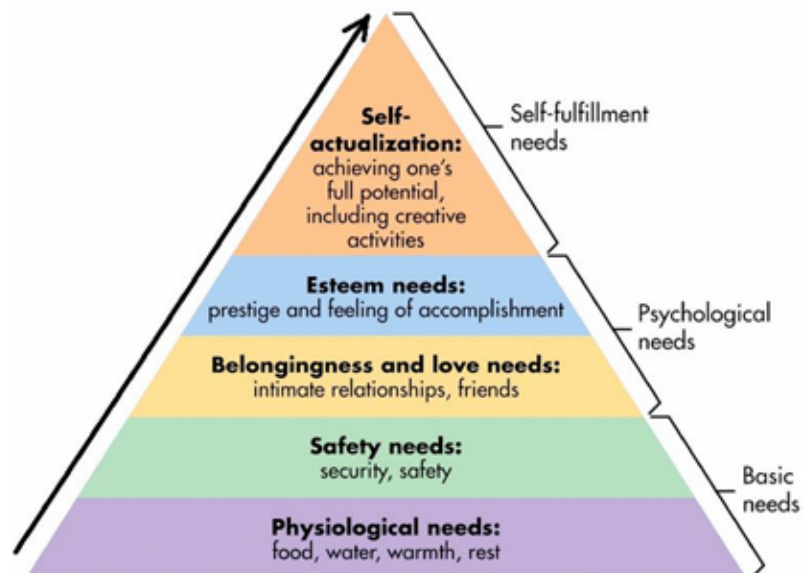 Self-
actualization:
achieving one's
full potential,
including creative
activities
Self-fulfillment
needs
Esteem needs:
prestige and feeling of accomplishment
Psychological
needs
Belongingness and love needs:
intimate relationships, friends
Safety needs:
security, safety
Basic
needs
Physiological needs:
food, water, warmth, rest